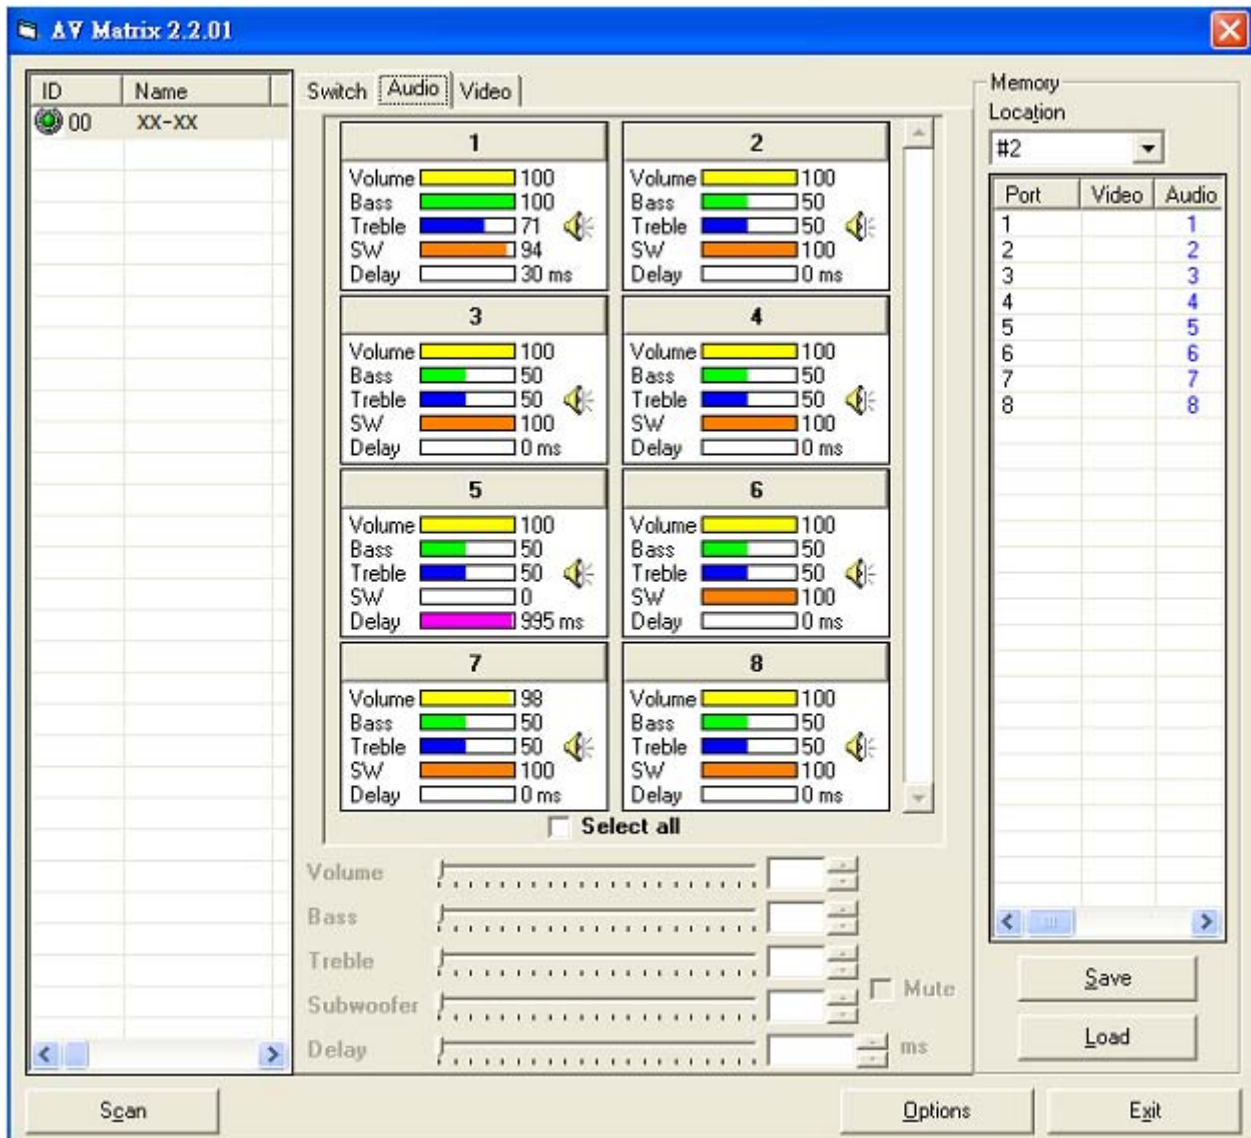 AV Matrix 2.2.01
ID Name
00 XX-XX
Switch Audio Video
1
Volume 100
Bass 100
Treble 71
SW 94
Delay 30 ms
2
Volume 100
Bass 50
Treble 50
SW 100
Delay 0 ms
3
Volume 100
Bass 50
Treble 50
SW 100
Delay 0 ms
4
Volume 100
Bass 50
Treble 50
SW 100
Delay 0 ms
5
Volume 100
Bass 50
Treble 50
SW 0
Delay 995 ms
6
Volume 100
Bass 50
Treble 50
SW 100
Delay 0 ms
7
Volume 98
Bass 50
Treble 50
SW 100
Delay 0 ms
8
Volume 100
Bass 50
Treble 50
SW 100
Delay 0 ms
Select all
Volume
Bass
Treble
Subwoofer
Mute
Delay ms
Memory
Location
#2
Port Video Audio
1 1
2 2
3 3
4 4
5 5
6 6
7 7
8 8
Save
Load
Scan
Options
Exit